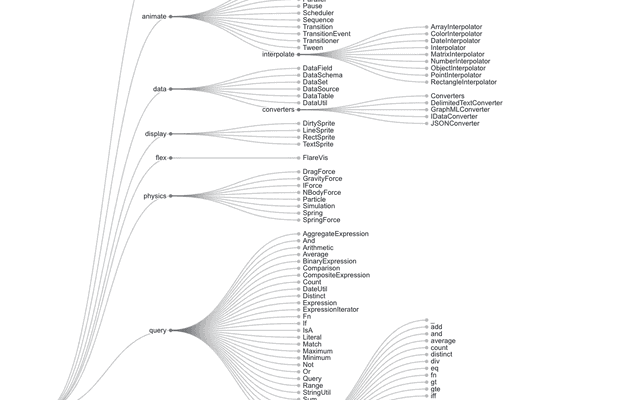 Pause
Scheduler
Sequence
Transition
TransitionEvent
Transitioner
Tween
animate
interpolate
ArrayInterpolator
ColorInterpolator
DateInterpolator
Interpolator
MatrixInterpolator
NumberInterpolator
ObjectInterpolator
PointInterpolator
RectangleInterpolator
data
DataField
DataSchema
DataSet
DataSource
DataTable
DataUtil
converters
Converters
DelimitedTextConverter
GraphMLConverter
IDataConverter
JSONConverter
display
DirtySprite
LineSprite
RectSprite
TextSprite
flex
FlareVis
physics
DragForce
GravityForce
IForce
NBodyForce
Particle
Simulation
Spring
SpringForce
query
AggregateExpression
And
Arithmetic
Average
BinaryExpression
Comparison
CompositeExpression
Count
DateUtil
Distinct
Expression
ExpressionIterator
Fn
If
IsA
Literal
Match
Maximum
Minimum
Not
Or
Query
Range
StringUtil
add
and
average
count
distinct
div
eq
fn
gt
gte
iff